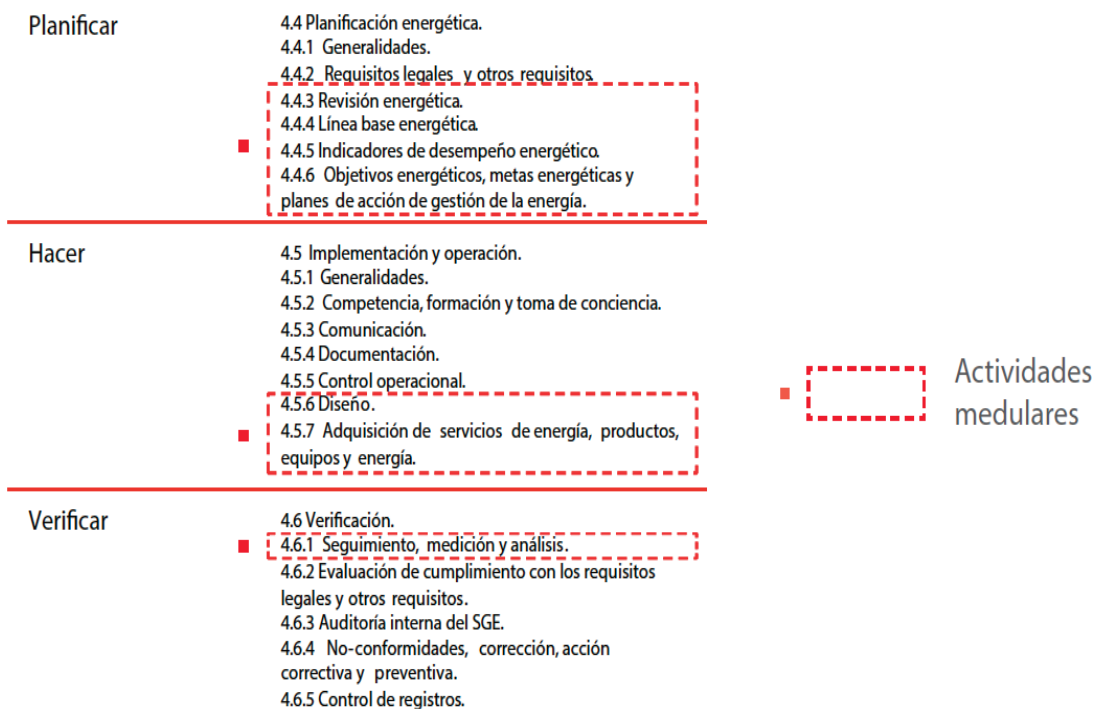 Planificar
4.4 Planificación energética.
4.4.1 Generalidades.
4.4.2 Requisitos legales y otros requisitos.
4.4.3 Revisión energética.
4.4.4 Línea base energética.
4.4.5 Indicadores de desempeño energético.
4.4.6 Objetivos energéticos, metas energéticas y
planes de acción de gestión de la energía.
Hacer
4.5 Implementación y operación.
4.5.1 Generalidades.
4.5.2 Competencia, formación y toma de conciencia.
4.5.3 Comunicación.
4.5.4 Documentación.
4.5.5 Control operacional.
4.5.6 Diseño.
4.5.7 Adquisición de servicios de energía, productos,
equipos y energía.
Actividades
medulares
Verificar
4.6 Verificación.
4.6.1 Seguimiento, medición y análisis.
4.6.2 Evaluación de cumplimiento con los requisitos
legales y otros requisitos.
4.6.3 Auditoría interna del SGE.
4.6.4 No-conformidades, corrección, acción
correctiva y preventiva.
4.6.5 Control de registros.